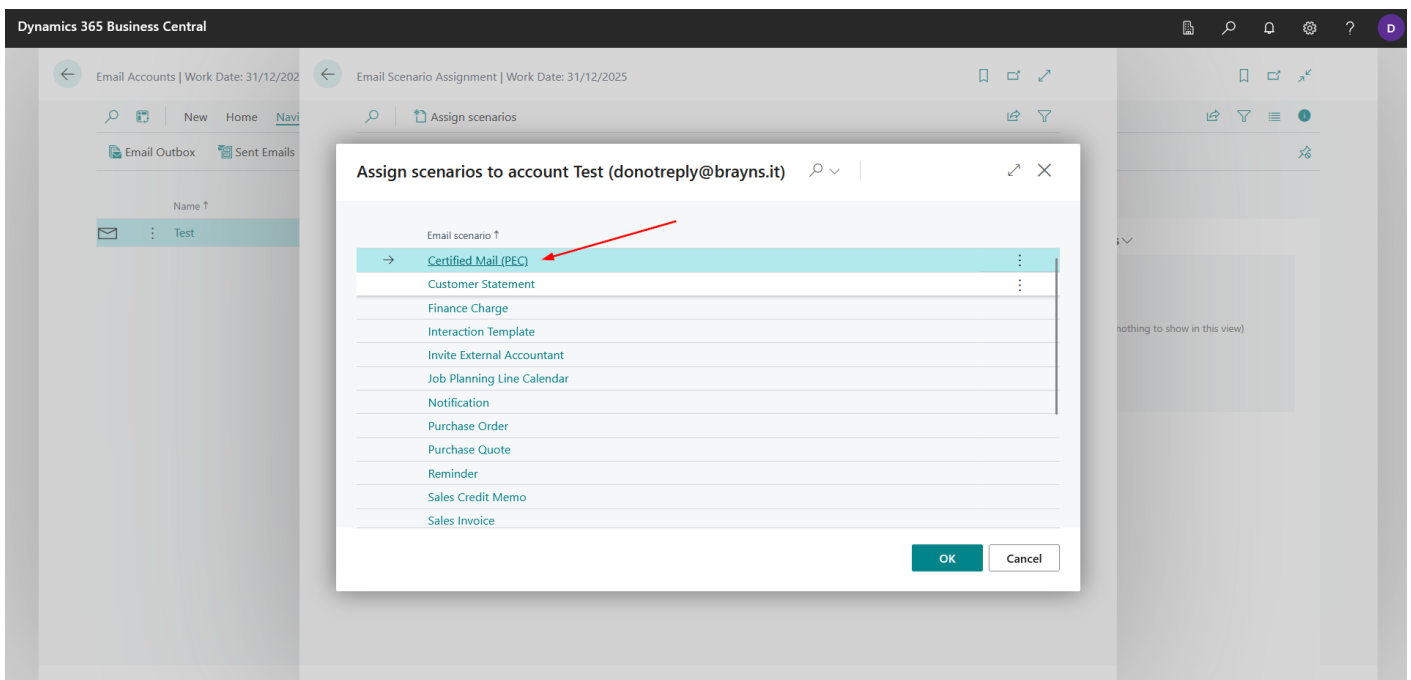 Dynamics 365 Business Central
?
D
Email Accounts | Work Date: 31/12/202
Email Scenario Assignment | Work Date: 31/12/2025
New Home Navi
Assign scenarios
Email Outbox Sent Emails
Assign scenarios to account Test (donotreply@brayns.it)
Name ↑
Test
Email scenario ↑
→ Certified Mail (PEC)
Customer Statement
Finance Charge
Interaction Template
nothing to show in this view)
Invite External Accountant
Job Planning Line Calendar
Notification
Purchase Order
Purchase Quote
Reminder
Sales Credit Memo
Sales Invoice
OK Cancel